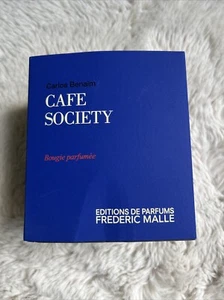 Carlos Benaïm
CAFE
SOCIETY
Bougie parfumée
EDITIONS DE PARFUMS
FREDERIC MALLE